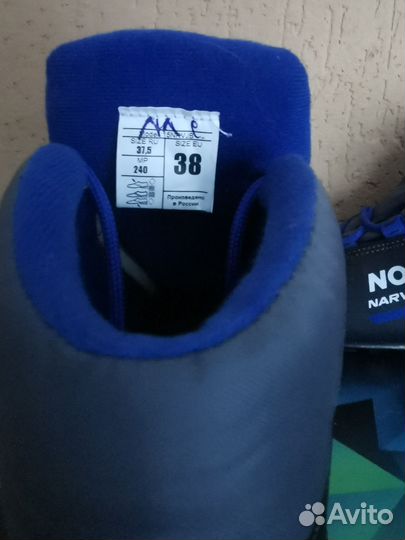 SIZE RU
37,5
MP
240
SIZE EU
38
Произведено
в России
NO
NARV
Avito